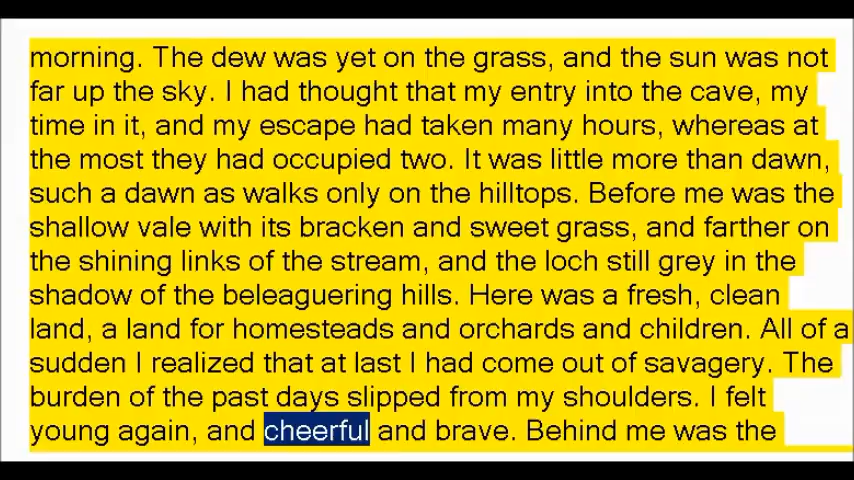 morning. The dew was yet on the grass, and the sun was not
far up the sky. I had thought that my entry into the cave, my
time in it, and my escape had taken many hours, whereas at
the most they had occupied two. It was little more than dawn,
such a dawn as walks only on the hilltops. Before me was the
shallow vale with its bracken and sweet grass, and farther on
the shining links of the stream, and the loch still grey in the
shadow of the beleaguering hills. Here was a fresh, clean
land, a land for homesteads and orchards and children. All of a
sudden I realized that at last I had come out of savagery. The
burden of the past days slipped from my shoulders. I felt
young again, and cheerful and brave. Behind me was the